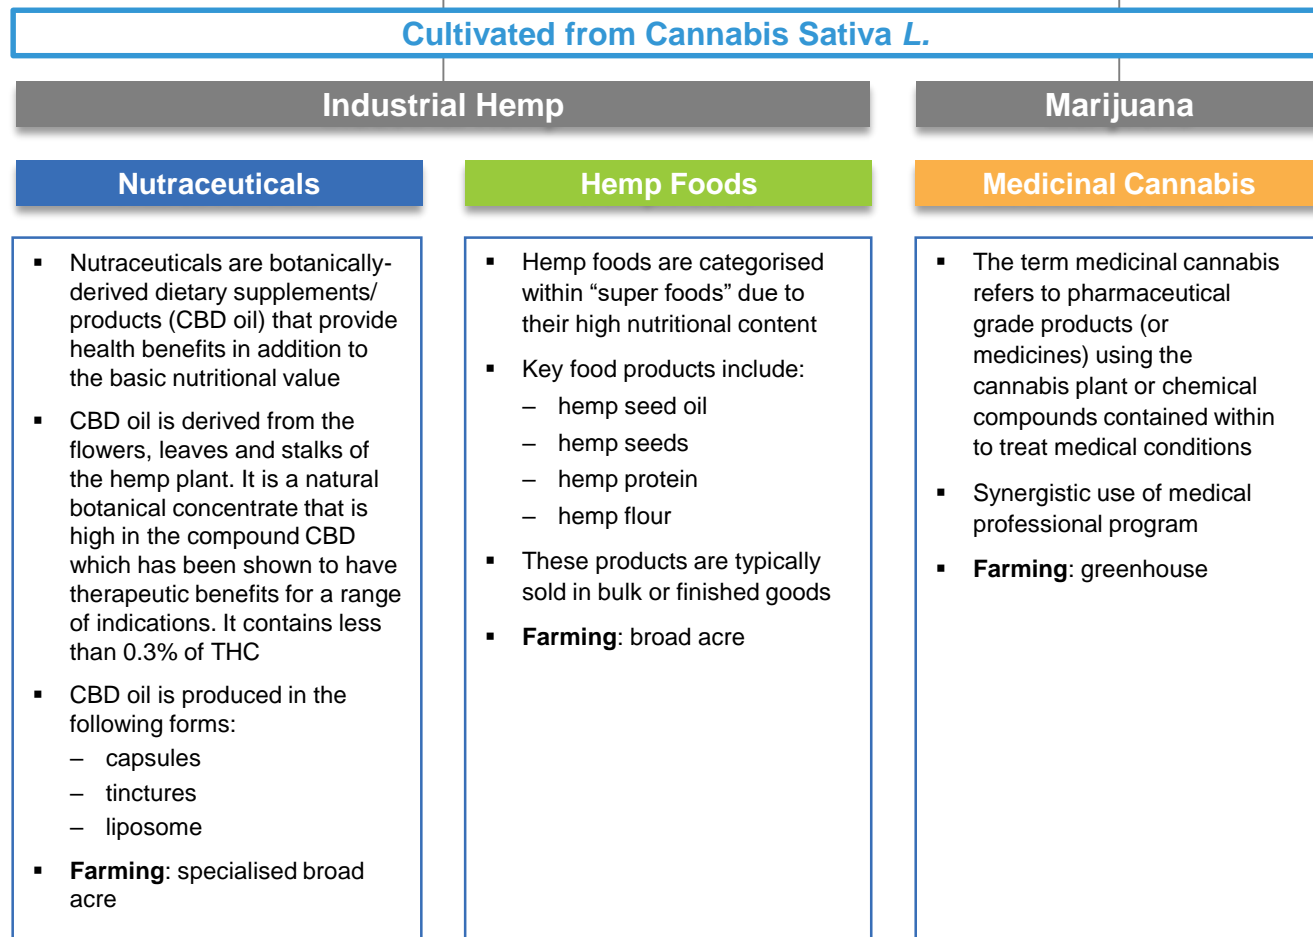 Cultivated from Cannabis Sativa L.
Industrial Hemp
Marijuana
Nutraceuticals
Hemp Foods
Medicinal Cannabis
▪ Nutraceuticals are botanically-
derived dietary supplements/
products (CBD oil) that provide
health benefits in addition to
the basic nutritional value
▪ CBD oil is derived from the
flowers, leaves and stalks of
the hemp plant. It is a natural
botanical concentrate that is
high in the compound CBD
which has been shown to have
therapeutic benefits for a range
of indications. It contains less
than 0.3% of THC
▪ CBD oil is produced in the
following forms:
– capsules
– tinctures
– liposome
▪ Farming: specialised broad
acre
▪ Hemp foods are categorised
within “super foods” due to
their high nutritional content
▪ Key food products include:
– hemp seed oil
– hemp seeds
– hemp protein
– hemp flour
▪ These products are typically
sold in bulk or finished goods
▪ Farming: broad acre
▪ The term medicinal cannabis
refers to pharmaceutical
grade products (or
medicines) using the
cannabis plant or chemical
compounds contained within
to treat medical conditions
▪ Synergistic use of medical
professional program
▪ Farming: greenhouse